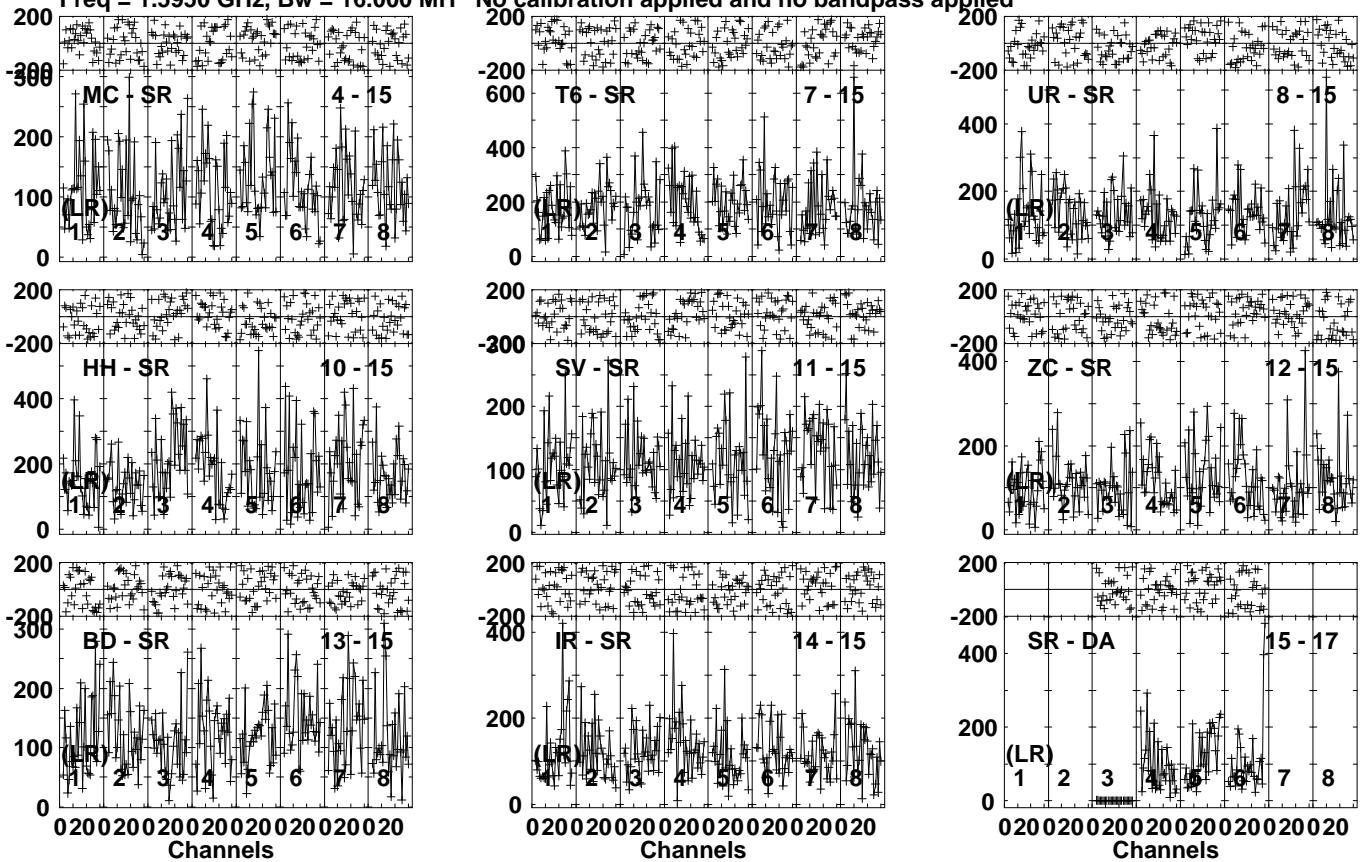 Freq = 1.5950 GHz, Bw = 16.000 MH No calibration applied and no bandpass applied
200 200 200
-200 -200 -200
300 MC - SR 4 - 15 600 T6 - SR 7 - 15 UR - SR 8 - 15
200 400 400
100 200 200
(LR) (LR) (LR)
1 2 3 4 5 6 7 8 1 2 3 4 5 6 7 8 1 2 3 4 5 6 7 8
0 0 0
200 200 200
-200 -200 -200
HH - SR 10 - 15 300 SV - SR 11 - 15 400 ZC - SR 12 - 15
400 200 200
200 100
(LR) (LR) (LR)
1 2 3 4 5 6 7 8 1 2 3 4 5 6 7 8 1 2 3 4 5 6 7 8
0 0 0
200 200 200
-200 -200 -200
300 BD - SR 13 - 15 400 IR - SR 14 - 15 400 SR - DA 15 - 17
200 200 200
100
(LR) (LR) (LR)
1 2 3 4 5 6 7 8 1 2 3 4 5 6 7 8 1 2 3 4 5 6 7 8
0 0 0
0 20 0 20 0 20 0 20 0 20 0 20 0 20 0 20 0 20 0 20 0 20 0 20 0 20 0 20 0 20 0 20 0 20 0 20 0 20 0 20 0 20 0 20 0 20 0 20
Channels Channels Channels